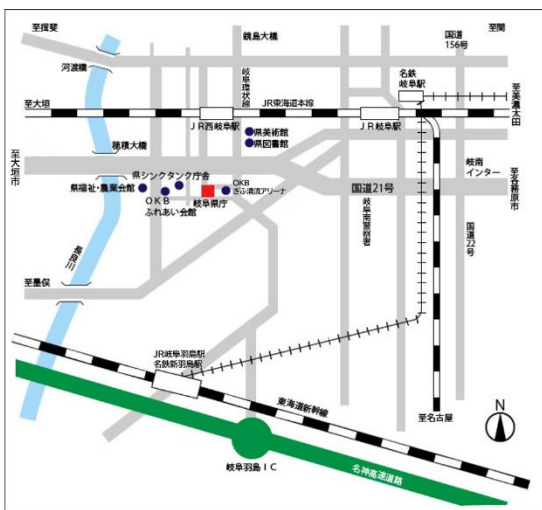 至揖斐
鏡島大橋
国道
156号
至関
河渡橋
岐阜環状線
名鉄
岐阜駅
至大垣
JR東海道本線
至美濃太田
JR西岐阜駅
JR岐阜駅
県美術館
県図書館
穂積大橋
至大垣市
岐南
インター
県シンクタンク庁舎
県福祉・農業会館
OKB
ふれあい会館
岐阜県庁
OKB
ぎふ清流アリーナ
国道21号
至各務原市
岐阜南警察署
国道22号
長良川
至墨俣
JR岐阜羽島駅
名鉄新羽島駅
東海道新幹線
至名古屋
N
岐阜羽島IC
名神高速道路